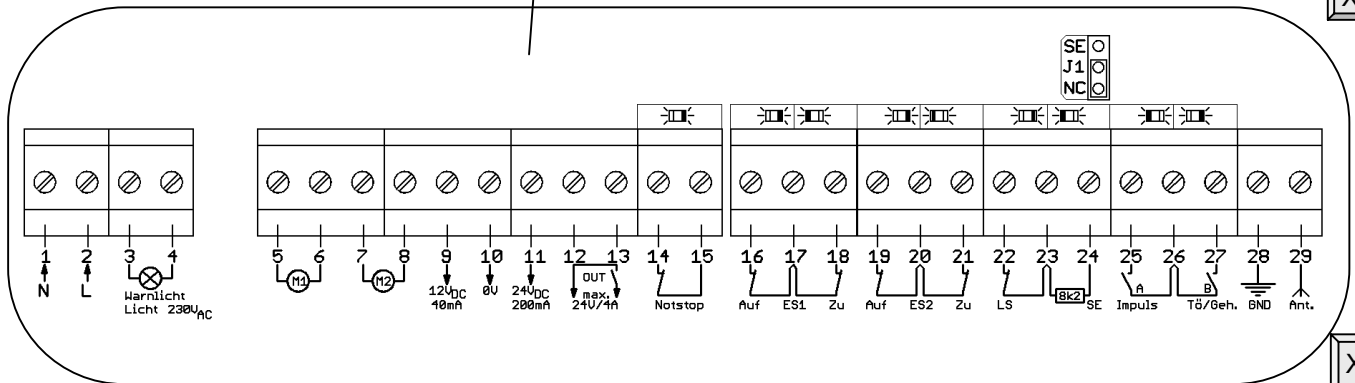 X
SE
J1
NC
1 2 3 4 5 6 7 8 9 10 11 12 13 14 15 16 17 18 19 20 21 22 23 24 25 26 27 28 29
N L Warnlicht
Licht 230VAC
M1 M2
12VDC
40mA
0V
24VDC
200mA
OUT
max.
24V/4A
Notstop
Auf ES1 Zu
Auf ES2 Zu
LS 8k2 SE
A B
Impuls Tö/Geh.
GND
Ant.
X